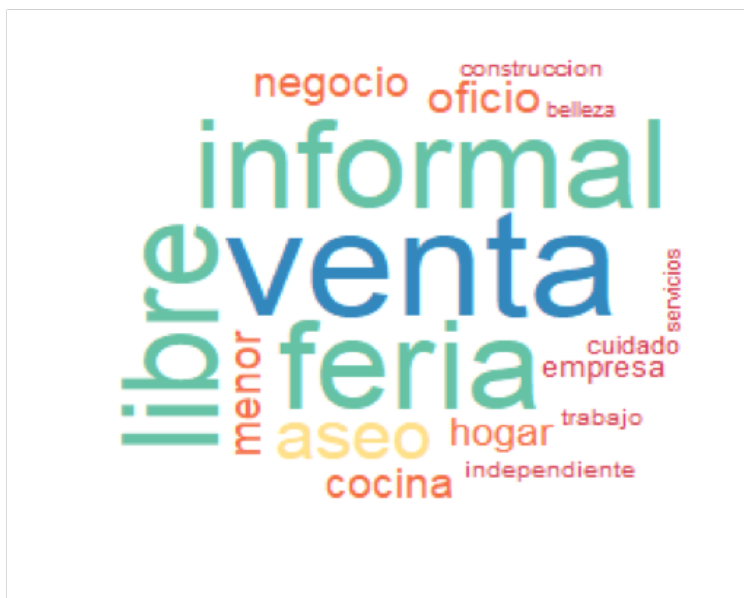 construccion
negocio
oficio
belleza
informal
libre
venta
servicios
menor
feria
cuidado
empresa
aseo
hogar
trabajo
cocina
independiente